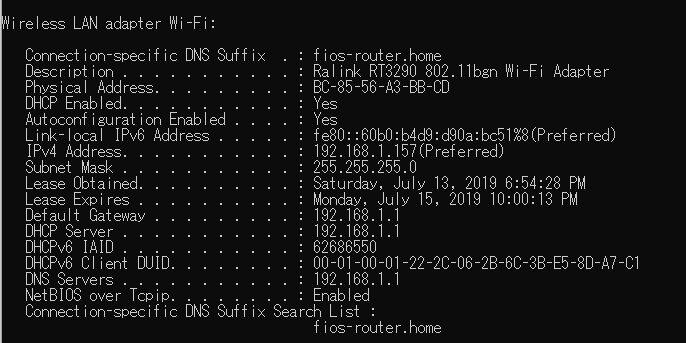 Wireless LAN adapter Wi-Fi:
Connection-specific DNS Suffix . : fios-router.home
Description . . . . . . . . . . . : Ralink RT3290 802.11bgn Wi-Fi Adapter
Physical Address. . . . . . . . . : BC-85-56-A3-BB-CD
DHCP Enabled. . . . . . . . . . . : Yes
Autoconfiguration Enabled . . . . : Yes
Link-local IPv6 Address . . . . . : fe80::60b0:b4d9:d90a:bc51%8(Preferred)
IPv4 Address. . . . . . . . . . . : 192.168.1.157(Preferred)
Subnet Mask . . . . . . . . . . . : 255.255.255.0
Lease Obtained. . . . . . . . . . : Saturday, July 13, 2019 6:54:28 PM
Lease Expires . . . . . . . . . . : Monday, July 15, 2019 10:00:13 PM
Default Gateway . . . . . . . . . : 192.168.1.1
DHCP Server . . . . . . . . . . . : 192.168.1.1
DHCPv6 IAID . . . . . . . . . . . : 62686550
DHCPv6 Client DUID. . . . . . . . : 00-01-00-01-22-2C-06-2B-6C-3B-E5-8D-A7-C1
DNS Servers . . . . . . . . . . . : 192.168.1.1
NetBIOS over Tcpip. . . . . . . . : Enabled
Connection-specific DNS Suffix Search List :
fios-router.home